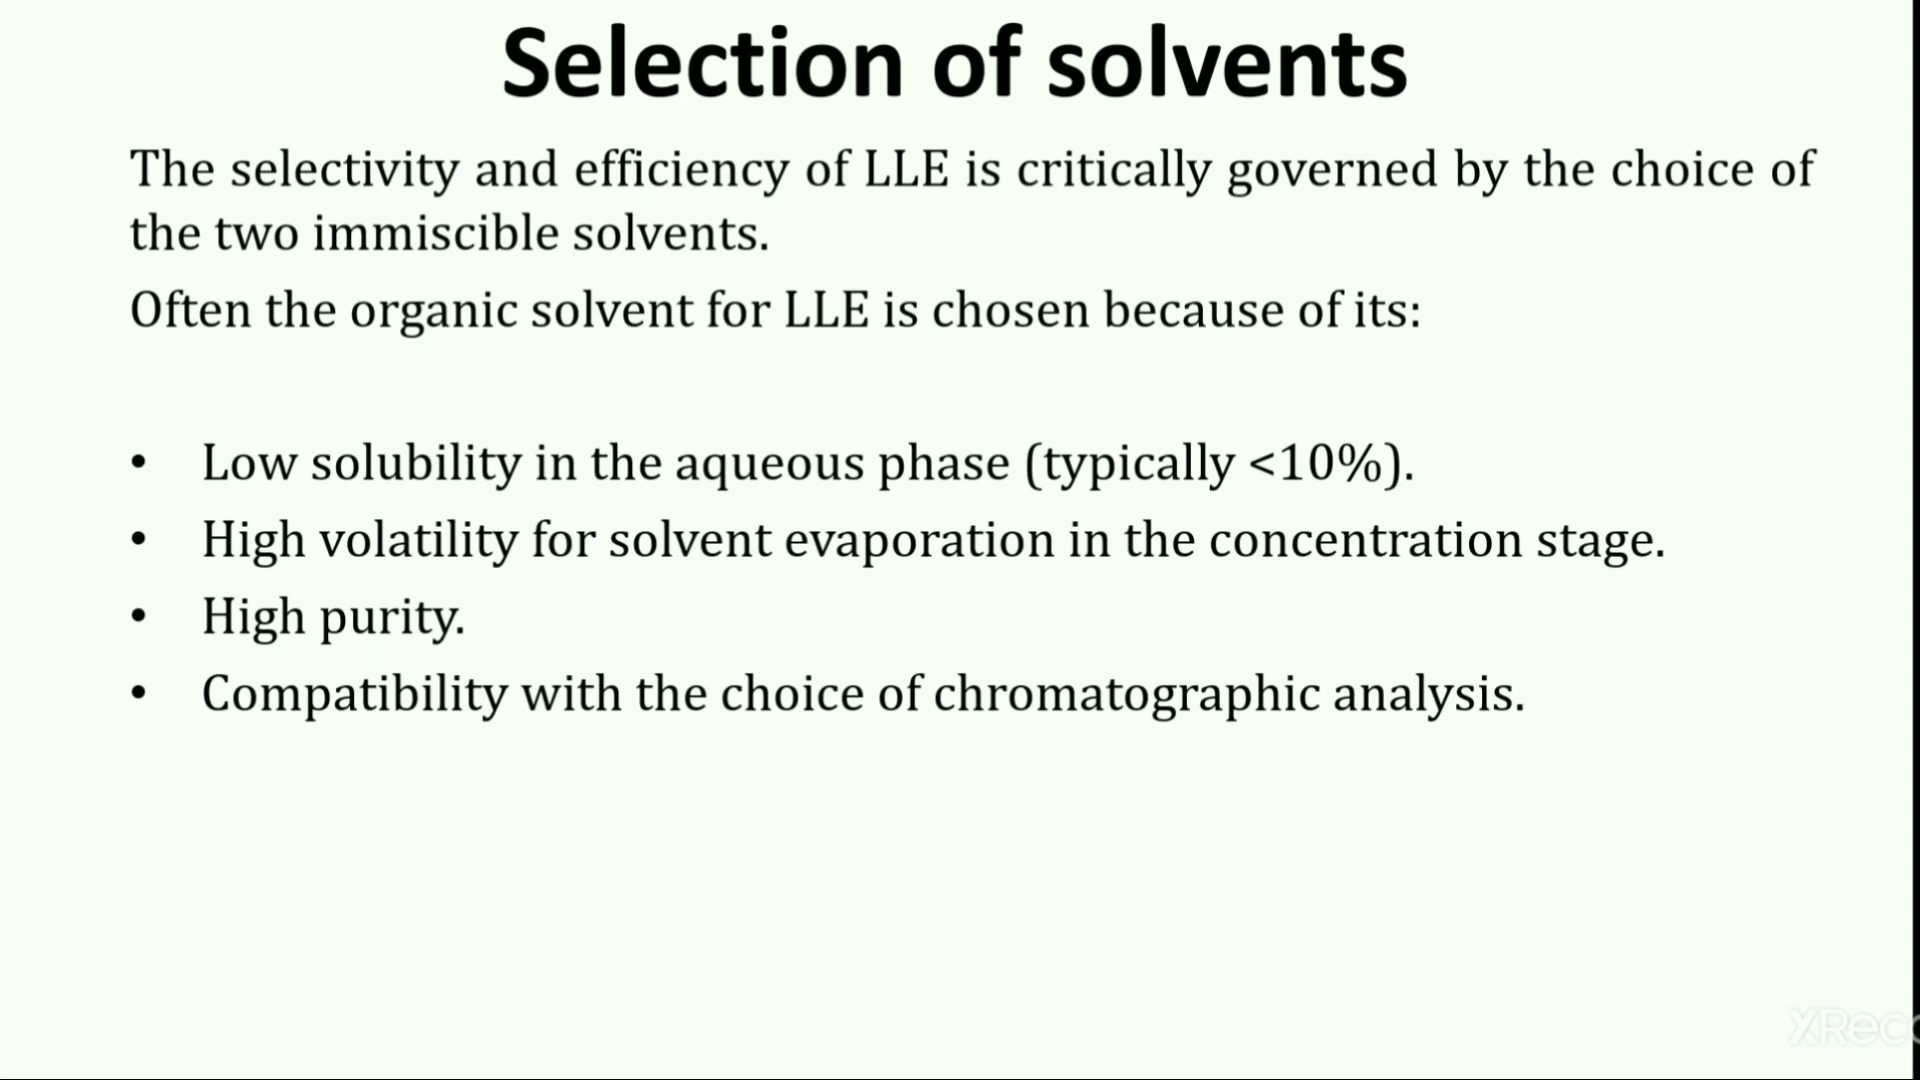 Selection of solvents
The selectivity and efficiency of LLE is critically governed by the choice of
the two immiscible solvents.
Often the organic solvent for LLE is chosen because of its:
• Low solubility in the aqueous phase (typically <10%).
• High volatility for solvent evaporation in the concentration stage.
• High purity.
• Compatibility with the choice of chromatographic analysis.